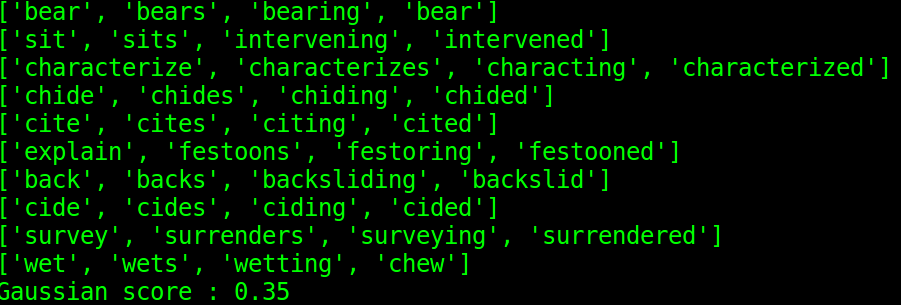 ['bear', 'bears', 'bearing', 'bear']
['sit', 'sits', 'intervening', 'intervened']
['characterize', 'characterizes', 'characting', 'characterized']
['chide', 'chides', 'chiding', 'chided']
['cite', 'cites', 'citing', 'cited']
['explain', 'festoons', 'festoring', 'festooned']
['back', 'backs', 'backsliding', 'backslid']
['cide', 'cides', 'ciding', 'cided']
['survey', 'surrenders', 'surveying', 'surrendered']
['wet', 'wets', 'wetting', 'chew']
Gaussian score : 0.35